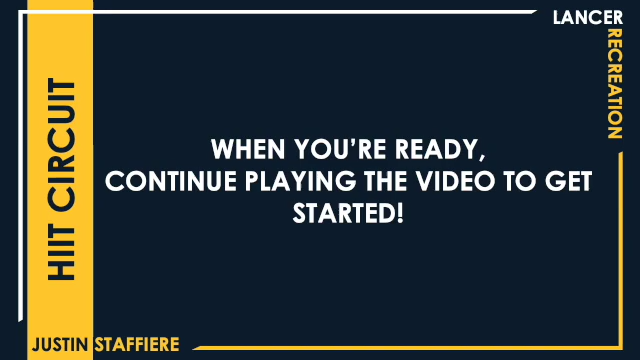 LANCER
RECREATION
HIIT CIRCUIT
WHEN YOU'RE READY,
CONTINUE PLAYING THE VIDEO TO GET
STARTED!
JUSTIN STAFFIERE